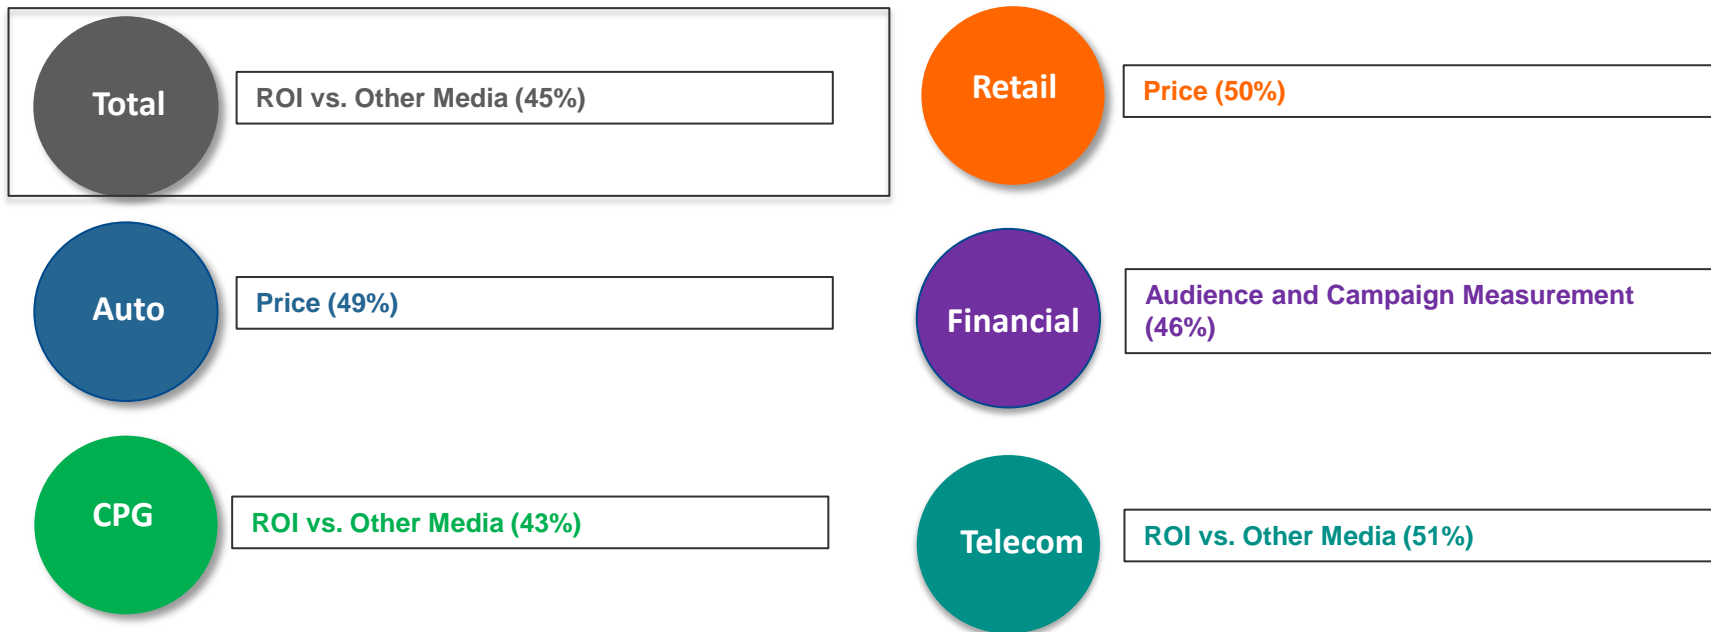 Total
ROI vs. Other Media (45%)
Auto
Price (49%)
CPG
ROI vs. Other Media (43%)
Retail
Price (50%)
Financial
Audience and Campaign Measurement
(46%)
Telecom
ROI vs. Other Media (51%)